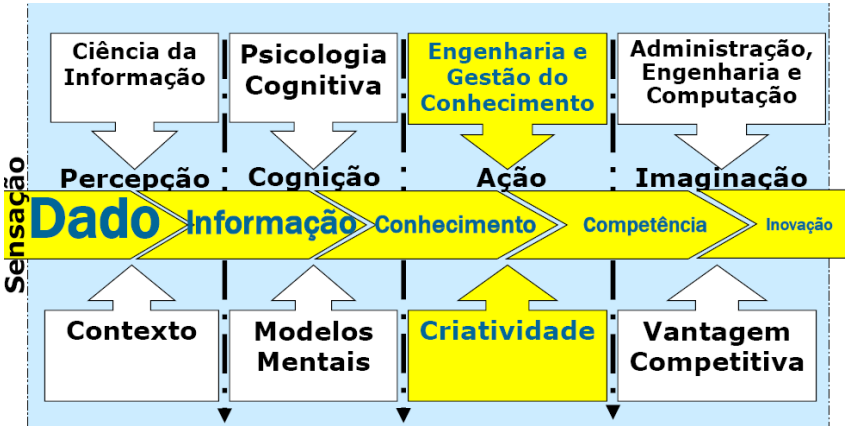 Ciência da
Informação
Psicologia
Cognitiva
Engenharia e
Gestão do
Conhecimento
Administração,
Engenharia e
Computação
Sensação
Percepção
Cognição
Ação
Imaginação
Dado
Informação
Conhecimento
Competência
Inovação
Contexto
Modelos
Mentais
Criatividade
Vantagem
Competitiva